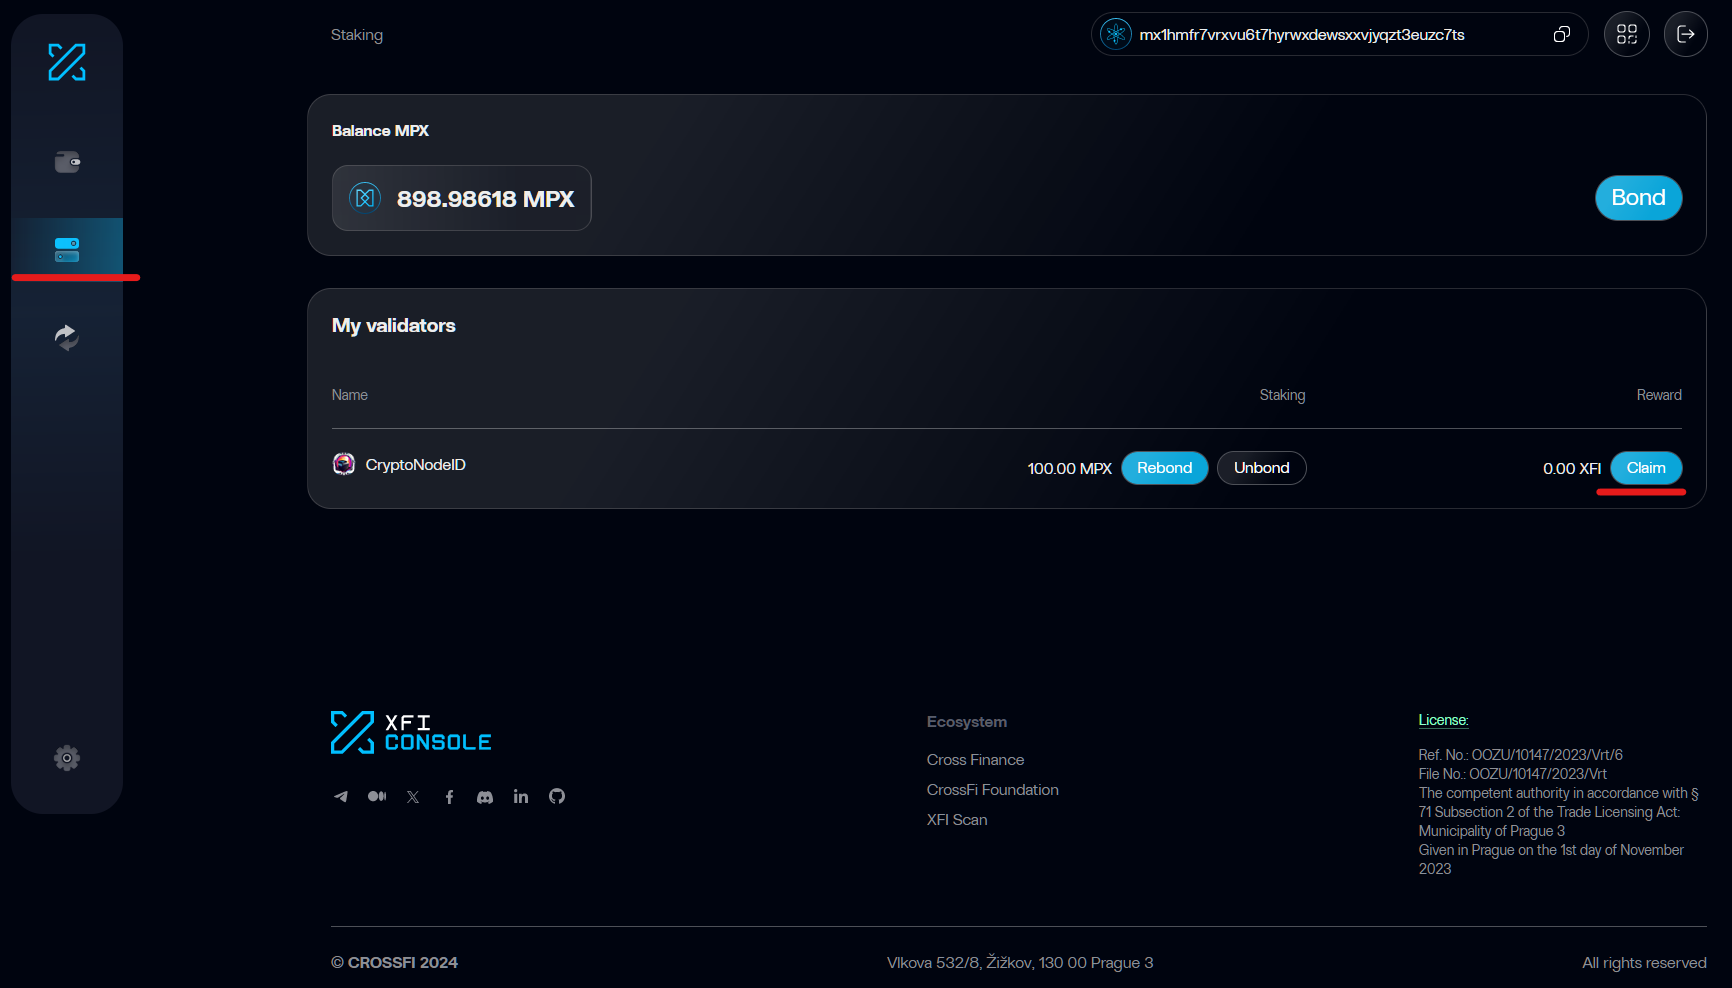 Staking
mx1hmfr7vrxvu6t7hyrwxdewsxxvjyqzt3euzc7ts
Balance MPX
898.98618 MPX
Bond
My validators
Name
Staking
Reward
CryptoNodeID
100.00 MPX
Rebond
Unbond
0.00 XFI
Claim
XFI
CONSOLE
Ecosystem
Cross Finance
CrossFi Foundation
XFI Scan
License:
Ref. No.: OOZU/10147/2023/Vrt/6
File No.: OOZU/10147/2023/Vrt
The competent authority in accordance with §
71 Subsection 2 of the Trade Licensing Act:
Municipality of Prague 3
Given in Prague on the 1st day of November
2023
© CROSSFI 2024
Vlkova 532/8, Žižkov, 130 00 Prague 3
All rights reserved